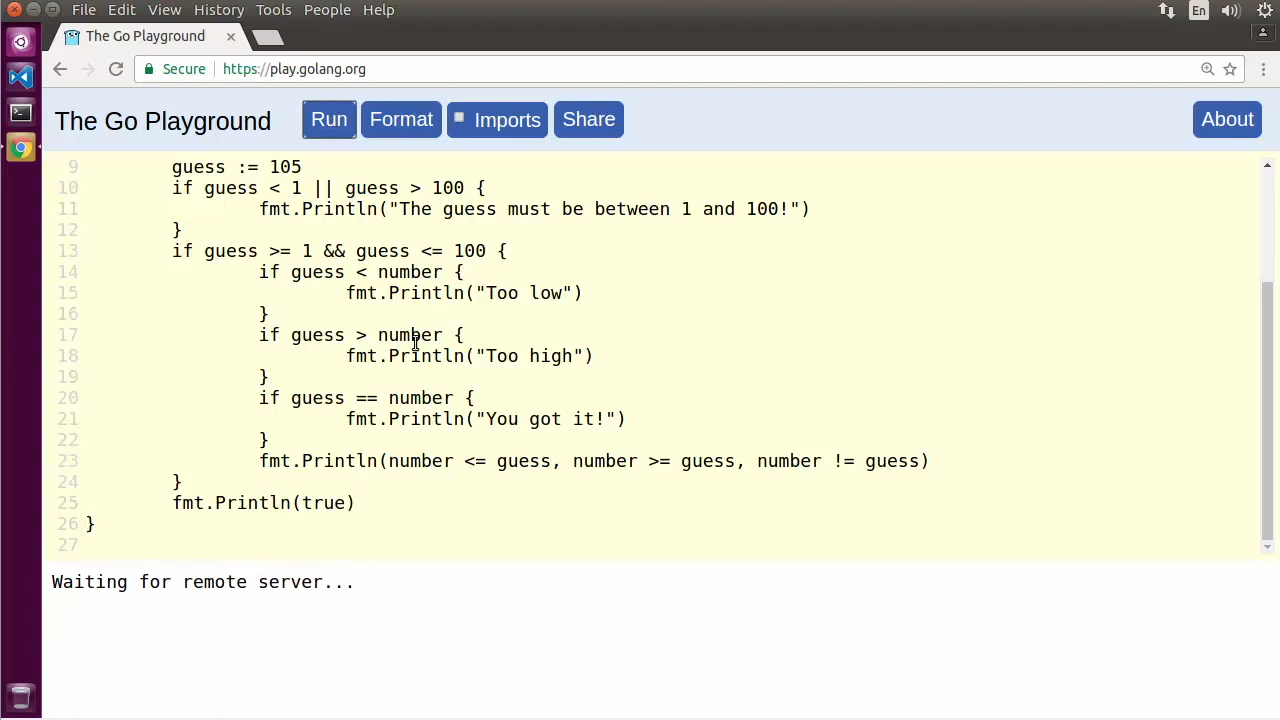 File Edit View History Tools People Help En
The Go Playground
Secure https://play.golang.org
The Go Playground Run Format Imports Share About
9 guess := 105
10 if guess < 1 || guess > 100 {
11 fmt.Println("The guess must be between 1 and 100!")
12 }
13 if guess >= 1 && guess <= 100 {
14 if guess < number {
15 fmt.Println("Too low")
16 }
17 if guess > number {
18 fmt.Println("Too high")
19 }
20 if guess == number {
21 fmt.Println("You got it!")
22 }
23 fmt.Println(number <= guess, number >= guess, number != guess)
24 }
25 fmt.Println(true)
26 }
27
Waiting for remote server...